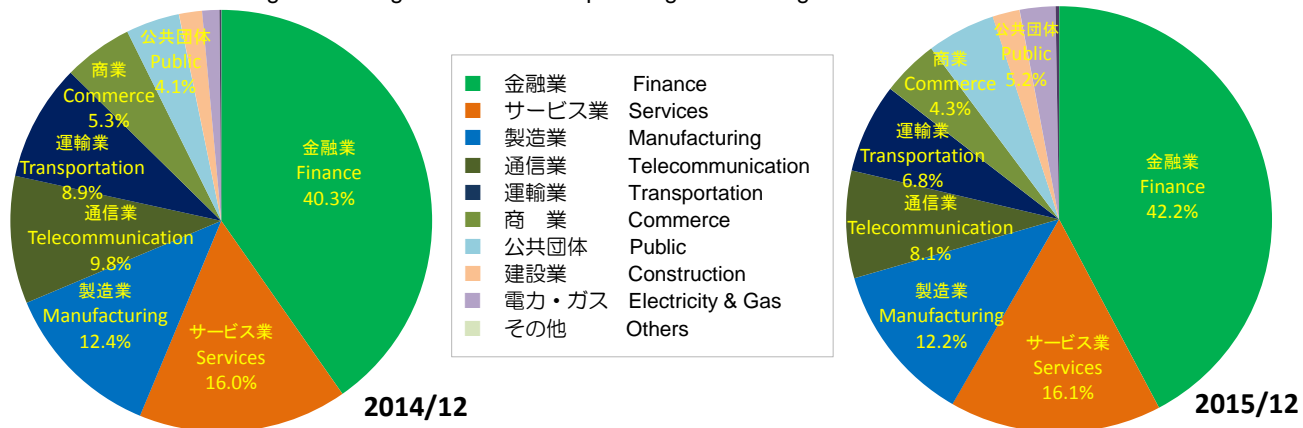 公共団体
Public
4.1%
商業
Commerce
5.3%
運輸業
Transportation
8.9%
通信業
Telecommunication
9.8%
製造業
Manufacturing
12.4%
サービス業
Services
16.0%
金融業
Finance
40.3%
2014/12
金融業 Finance
サービス業 Services
製造業 Manufacturing
通信業 Telecommunication
運輸業 Transportation
商　業 Commerce
公共団体 Public
建設業 Construction
電力・ガス Electricity & Gas
その他 Others
公共団体
Public
5.2%
商業
Commerce
4.3%
運輸業
Transportation
6.8%
通信業
Telecommunication
8.1%
製造業
Manufacturing
12.2%
サービス業
Services
16.1%
金融業
Finance
42.2%
2015/12